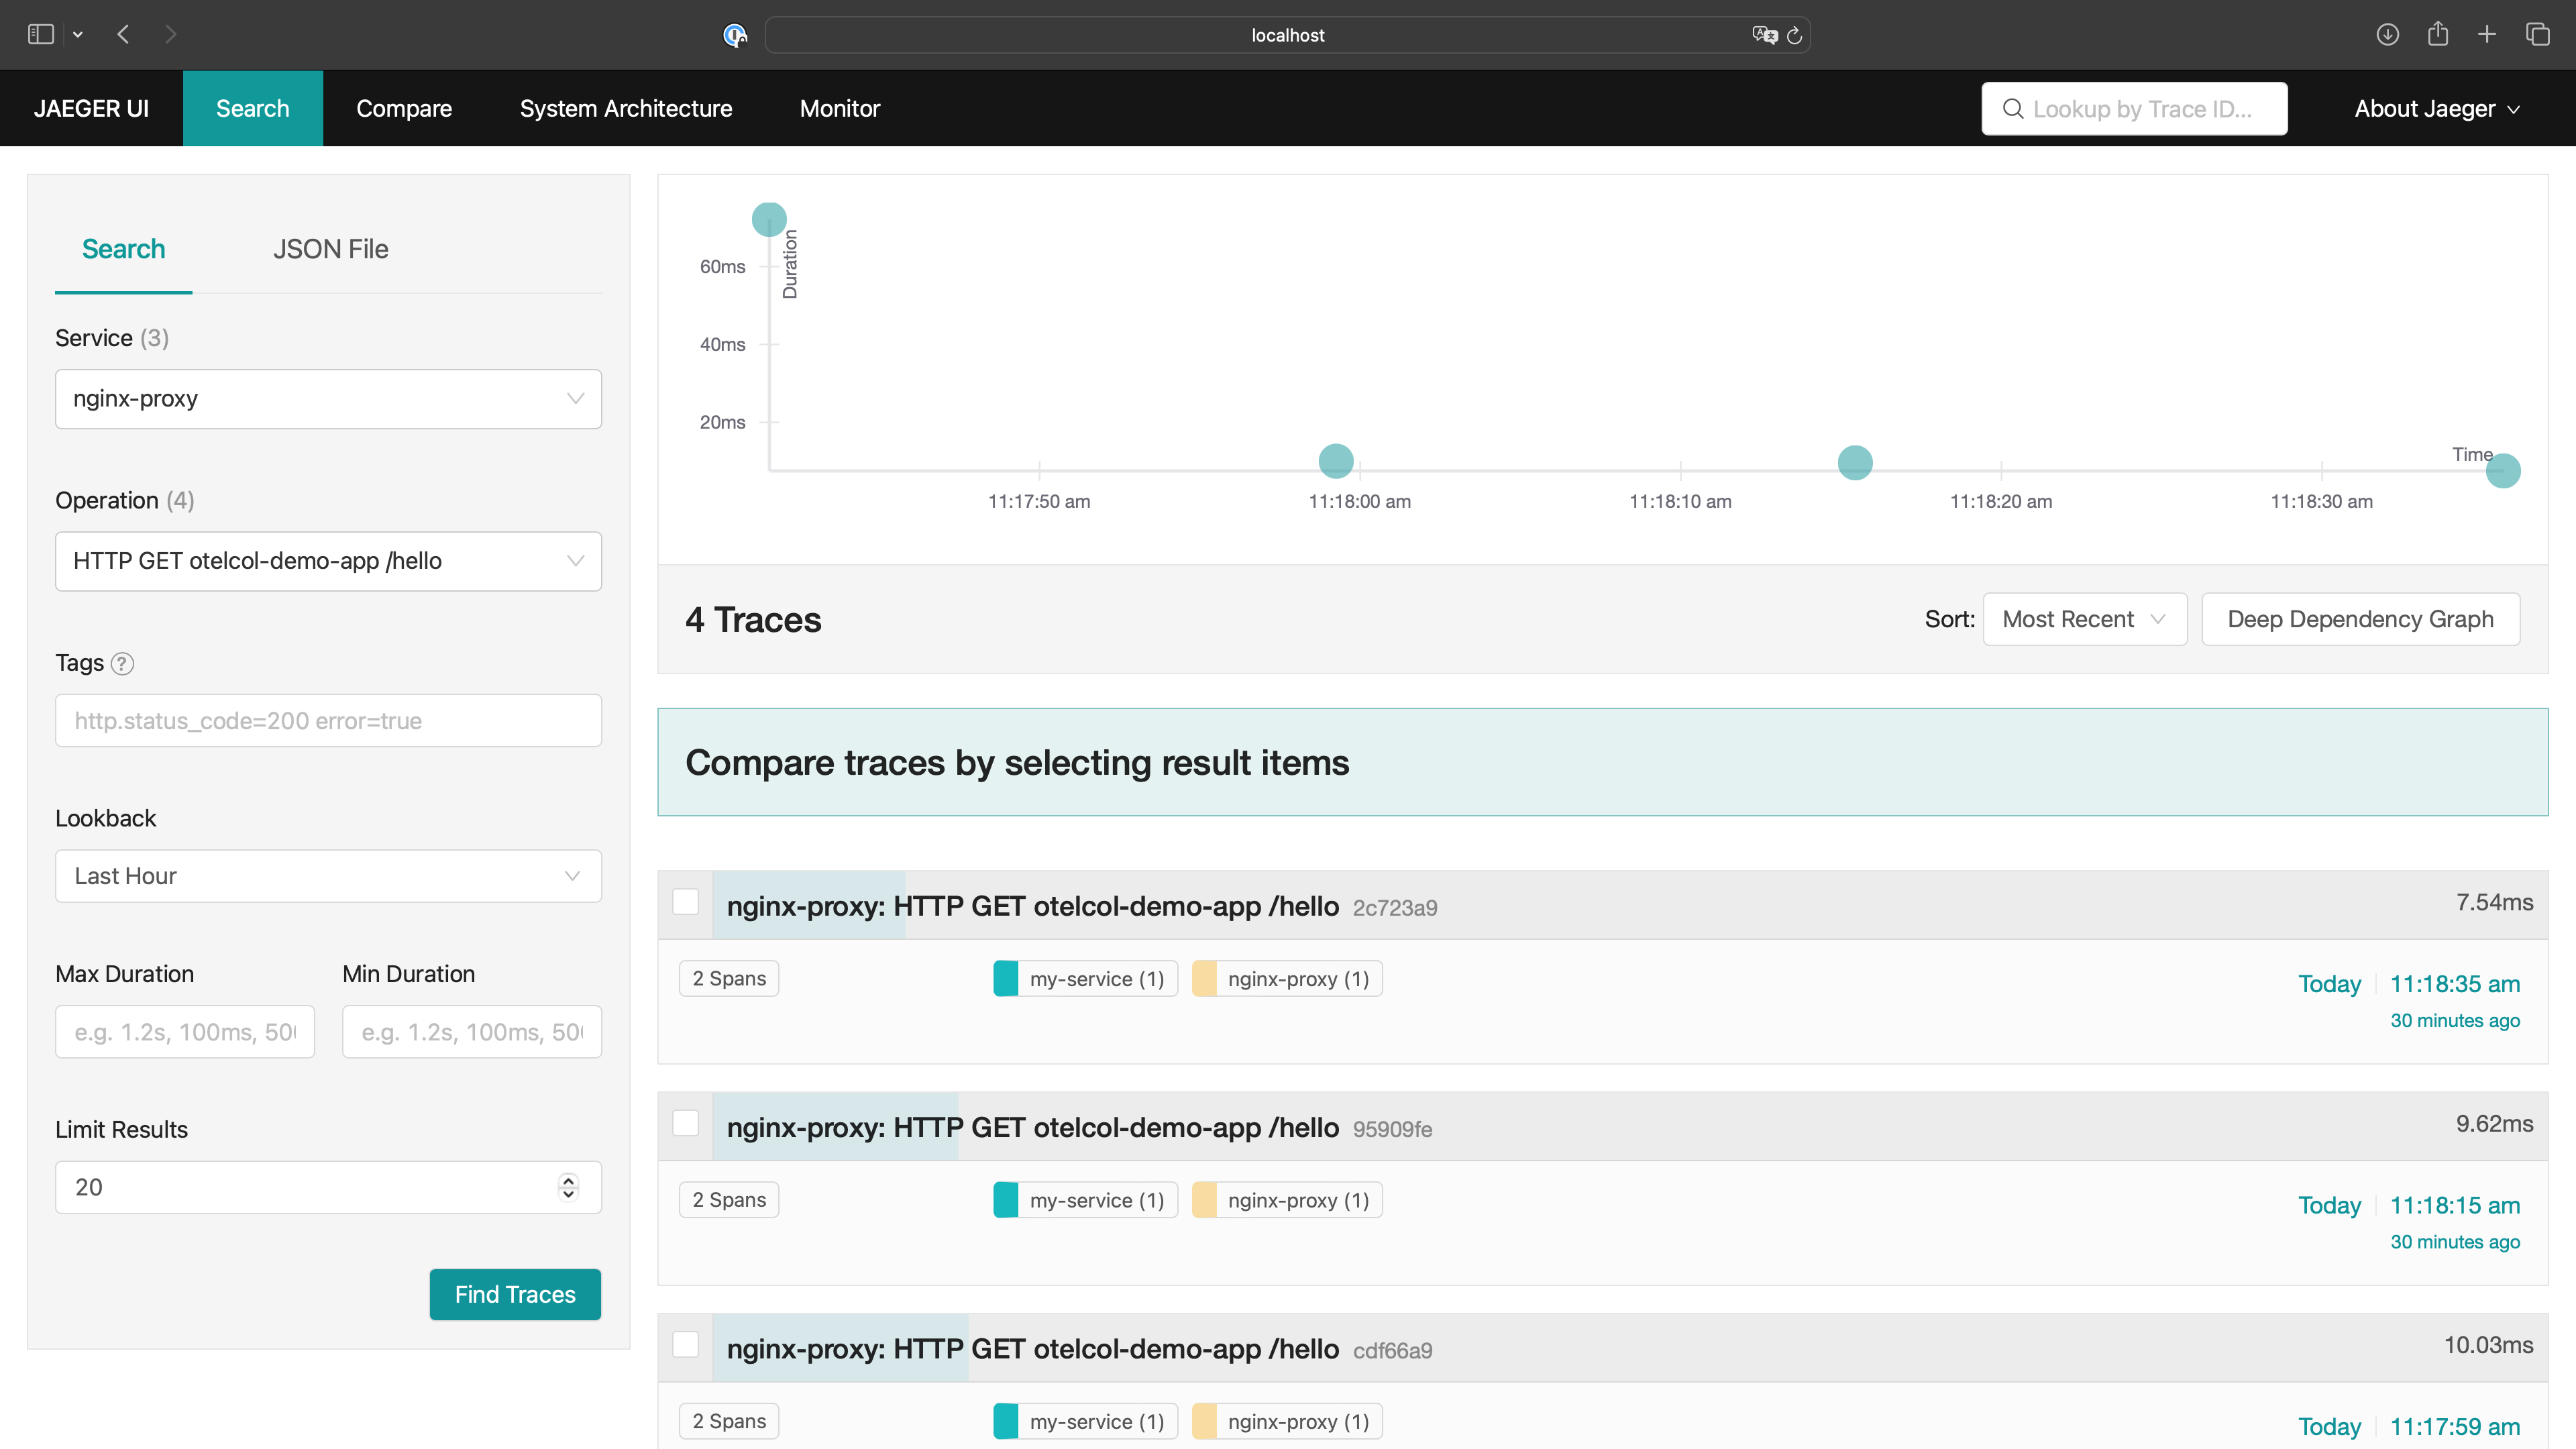 localhost
JAEGER UI
Search
Compare
System Architecture
Monitor
Lookup by Trace ID...
About Jaeger
Search
JSON File
Service (3)
nginx-proxy
Operation (4)
HTTP GET otelcol-demo-app /hello
Tags ?
http.status_code=200 error=true
Lookback
Last Hour
Max Duration
Min Duration
e.g. 1.2s, 100ms,
e.g. 1.2s, 100ms,
Limit Results
20
Find Traces
Duration
60ms
40ms
20ms
Time
11:17:50 am
11:18:00 am
11:18:10 am
11:18:20 am
11:18:30 am
4 Traces
Sort:
Most Recent
Deep Dependency Graph
Compare traces by selecting result items
nginx-proxy: HTTP GET otelcol-demo-app /hello 2c723a9
7.54ms
2 Spans
my-service (1)
nginx-proxy (1)
Today
11:18:35 am
30 minutes ago
nginx-proxy: HTTP GET otelcol-demo-app /hello 95909fe
9.62ms
2 Spans
my-service (1)
nginx-proxy (1)
Today
11:18:15 am
30 minutes ago
nginx-proxy: HTTP GET otelcol-demo-app /hello cdf66a9
10.03ms
2 Spans
my-service (1)
nginx-proxy (1)
Today
11:17:59 am